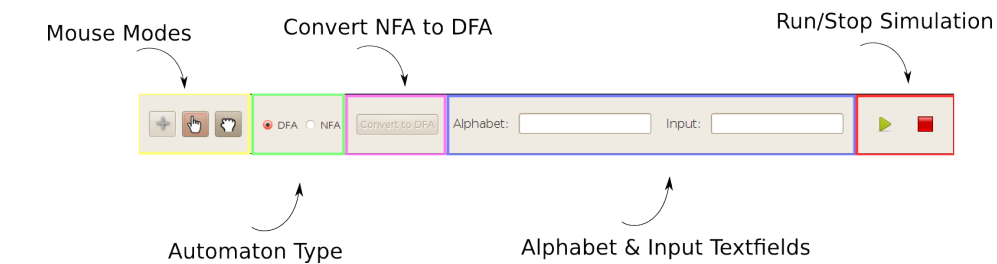 Run/Stop Simulation
Mouse Modes
Convert NFA to DFA
DFA
NFA
Convert to DFA
Alphabet:
Input:
Automaton Type
Alphabet & Input Textfields